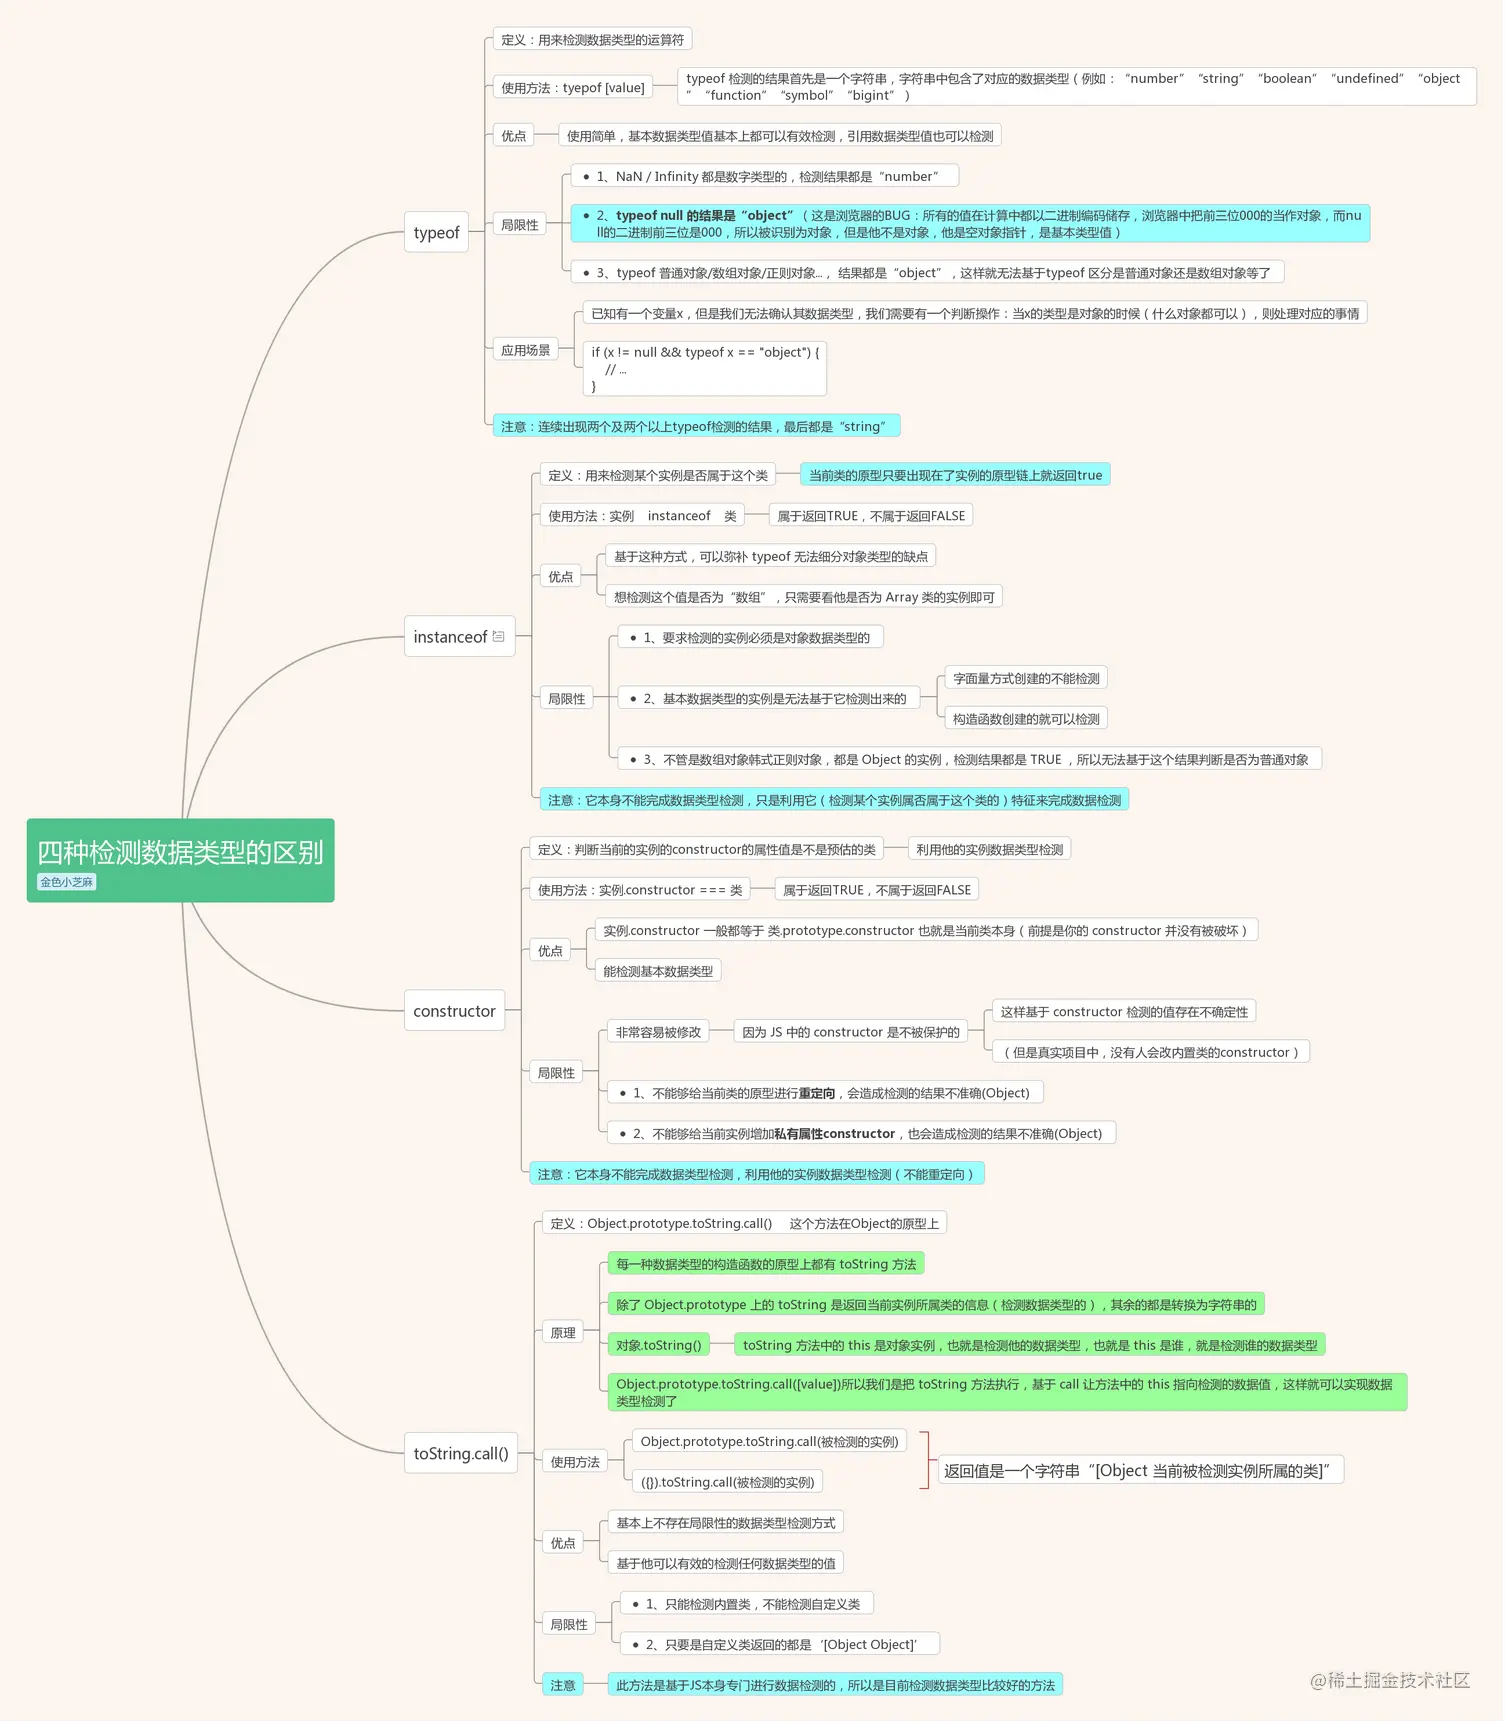 定义：用来检测数据类型的运算符
使用方法：tyepof [value]
typeof 检测的结果首先是一个字符串，字符串中包含了对应的数据类型（例如：“number”“string”“boolean”“undefined”“object
”“function”“symbol”“bigint”）
优点
使用简单，基本数据类型值基本上都可以有效检测，引用数据类型值也可以检测
typeof
局限性
● 1、NaN / Infinity 都是数字类型的，检测结果都是“number”
● 2、typeof null 的结果是“object”（这是浏览器的BUG：所有的值在计算中都以二进制编码储存，浏览器中把前三位000的当作对象，而nu
ll的二进制前三位是000，所以被识别为对象，但是他不是对象，他是空对象指针，是基本类型值）
● 3、typeof 普通对象/数组对象/正则对象...，结果都是“object”，这样就无法基于typeof 区分是普通对象还是数组对象等了
应用场景
已知有一个变量x，但是我们无法确认其数据类型，我们需要有一个判断操作：当x的类型是对象的时候（什么对象都可以），则处理对应的事情
if (x != null && typeof x == "object") {
// ...
}
注意：连续出现两个及两个以上typeof检测的结果，最后都是“string”
定义：用来检测某个实例是否属于这个类
当前类的原型只要出现在了实例的原型链上就返回true
使用方法：实例 instanceof 类
属于返回TRUE，不属于返回FALSE
优点
基于这种方式，可以弥补 typeof 无法细分对象类型的缺点
想检测这个值是否为“数组”，只需要看他是否为 Array 类的实例即可
instanceof
局限性
● 1、要求检测的实例必须是对象数据类型的
● 2、基本数据类型的实例是无法基于它检测出来的
字面量方式创建的不能检测
构造函数创建的就可以检测
● 3、不管是数组对象韩式正则对象，都是 Object 的实例，检测结果都是 TRUE ，所以无法基于这个结果判断是否为普通对象
注意：它本身不能完成数据类型检测，只是利用它（检测某个实例属否属于这个类的）特征来完成数据检测
四种检测数据类型的区别
金色小芝麻
定义：判断当前的实例的constructor的属性值是不是预估的类
利用他的实例数据类型检测
使用方法：实例.constructor === 类
属于返回TRUE，不属于返回FALSE
优点
实例.constructor 一般都等于 类.prototype.constructor 也就是当前类本身（前提是你的 constructor 并没有被破坏）
能检测基本数据类型
constructor
局限性
非常容易被修改
因为 JS 中的 constructor 是不被保护的
这样基于 constructor 检测的值存在不确定性
（但是真实项目中，没有人会改内置类的constructor）
● 1、不能够给当前类的原型进行重定向，会造成检测的结果不准确(Object)
● 2、不能够给当前实例增加私有属性constructor，也会造成检测的结果不准确(Object)
注意：它本身不能完成数据类型检测，利用他的实例数据类型检测（不能重定向）
定义：Object.prototype.toString.call() 这个方法在Object的原型上
原理
每一种数据类型的构造函数的原型上都有 toString 方法
除了 Object.prototype 上的 toString 是返回当前实例所属类的信息（检测数据类型的），其余的都是转换为字符串的
对象.toString()
toString 方法中的 this 是对象实例，也就是检测他的数据类型，也就是 this 是谁，就是检测谁的数据类型
Object.prototype.toString.call([value])所以我们是把 toString 方法执行，基于 call 让方法中的 this 指向检测的数据值，这样就可以实现数据
类型检测了
toString.call()
使用方法
Object.prototype.toString.call(被检测的实例)
({}).toString.call(被检测的实例)
返回值是一个字符串“[Object 当前被检测实例所属的类]”
优点
基本上不存在局限性的数据类型检测方式
基于他可以有效的检测任何数据类型的值
局限性
● 1、只能检测内置类，不能检测自定义类
● 2、只要是自定义类返回的都是‘[Object Object]’
注意
此方法是基于JS本身专门进行数据检测的，所以是目前检测数据类型比较好的方法
@稀土掘金技术社区